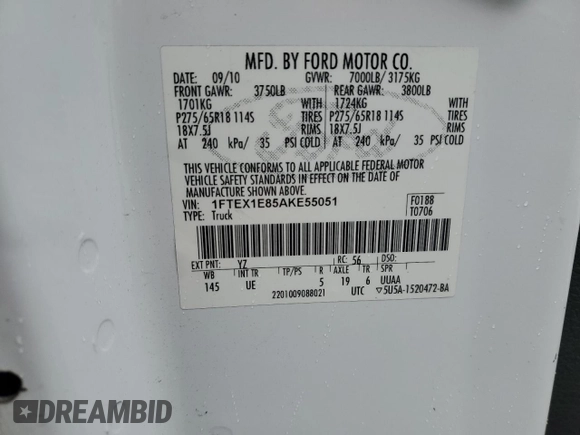 MFD. BY FORD MOTOR CO.
DATE: 09/10 GVWR: 7000LB/ 3175KG
FRONT GAWR: 3750LB REAR GAWR: 3800LB
1701KG WITH 1724KG WITH
P275/65R18 114S TIRES P275/65R18 114S TIRES
18X7.5J RIMS 18X7.5J RIMS
AT 240 kPa/ 35 PSI COLD AT 240 kPa/ 35 PSI COLD
THIS VEHICLE CONFORMS TO ALL APPLICABLE FEDERAL MOTOR
VEHICLE SAFETY STANDARDS IN EFFECT ON THE DATE OF
MANUFACTURE SHOWN ABOVE.
VIN: 1FTEX1E85AKE55051 F0188
TYPE: Truck T0706
EXT PNT: YZ RC: 56 DSO:
WB INT TR TP/PS R AXLE TR SPR
145 UE 5 19 6 UUAA
2201009088021 UTC ▽5U5A-1520472-BA
DREAMBID